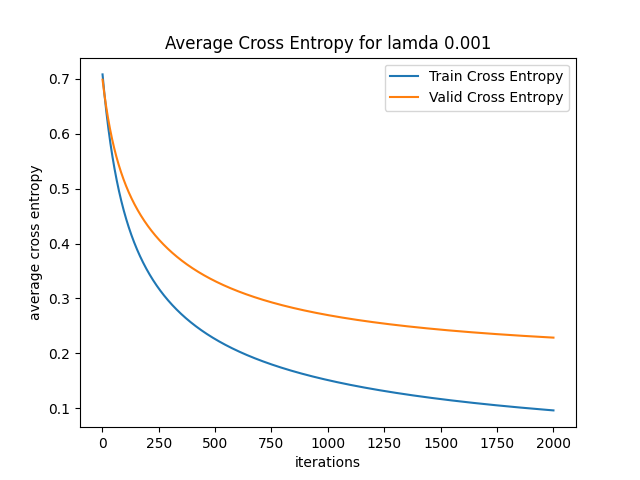 Average Cross Entropy for lamda 0.001
Train Cross Entropy
Valid Cross Entropy
average cross entropy
0.7
0.6
0.5
0.4
0.3
0.2
0.1
0 250 500 750 1000 1250 1500 1750 2000
iterations